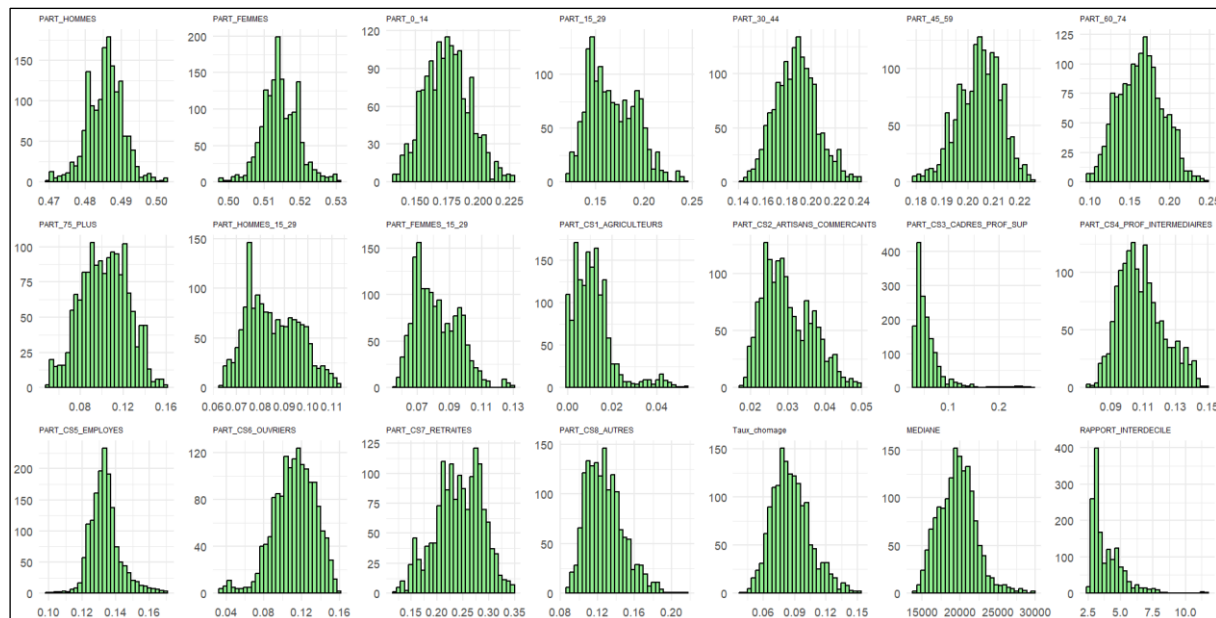 PART_HOMMES PART_FEMMES PART_0_14 PART_15_29 PART_30_44 PART_45_59 PART_60_74
150 100 50 0
200 150 100 50 0
120 90 60 30 0
100 50 0
100 50 0
100 50 0
125 100 75 50 25 0
0.47 0.48 0.49 0.50
0.50 0.51 0.52 0.53
0.150 0.175 0.200 0.225
0.15 0.20 0.25
0.14 0.16 0.18 0.20 0.22 0.24
0.18 0.19 0.20 0.21 0.22
0.10 0.15 0.20 0.25
PART_75_PLUS PART_HOMMES_15_29 PART_FEMMES_15_29 PART_CS1_AGRICULTEURS PART_CS2_ARTISANS_COMMERCANTS PART_CS3_CADRES_PROF_SUP PART_CS4_PROF_INTERMEDIAIRES
100 75 50 25 0
150 100 50 0
150 100 50 0
150 100 50 0
100 50 0
400 300 200 100 0
100 50 0
0.08 0.12 0.16
0.06 0.07 0.08 0.09 0.10 0.11
0.07 0.09 0.11 0.13
0.00 0.02 0.04
0.02 0.03 0.04 0.05
0.1 0.2
0.09 0.11 0.13 0.15
PART_CS5_EMPLOYES PART_CS6_OUVRIERS PART_CS7_RETRAITES PART_CS8_AUTRES Taux_chomage MEDIANE RAPPORT_INTERDECILE
200 150 100 50 0
120 80 40 0
125 100 75 50 25 0
150 100 50 0
150 100 50 0
150 100 50 0
400 300 200 100 0
0.10 0.12 0.14 0.16
0.04 0.08 0.12 0.16
0.15 0.20 0.25 0.30 0.35
0.08 0.12 0.16 0.20
0.06 0.09 0.12 0.15
15000 20000 25000 30000
2.5 5.0 7.5 10.0